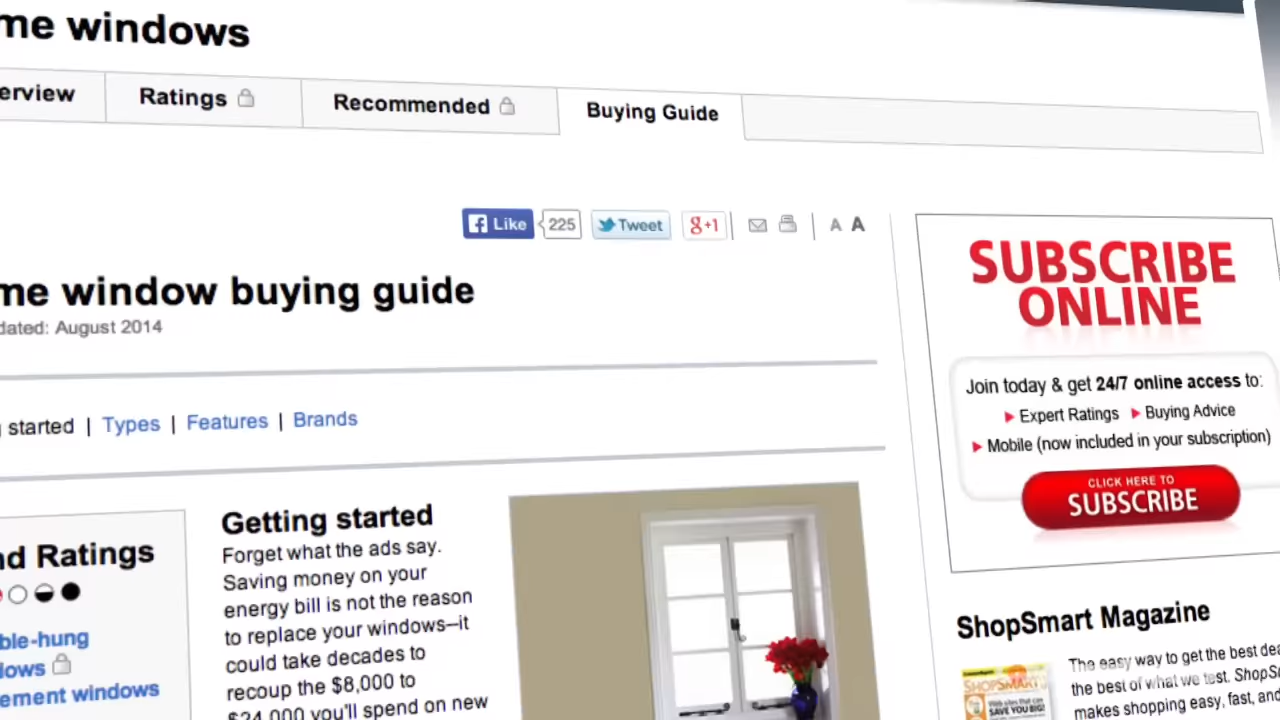 me windows
erview
Ratings
Recommended
Buying Guide
Like
225
Tweet
g+1
A A
me window buying guide
dated: August 2014
started | Types | Features | Brands
SUBSCRIBE
ONLINE
Join today & get 24/7 online access to:
Expert Ratings
Buying Advice
Mobile (now included in your subscription)
CLICK HERE TO
SUBSCRIBE
nd Ratings
ble-hung
dows
ement windows
Getting started
Forget what the ads say.
Saving money on your
energy bill is not the reason
to replace your windows—it
could take decades to
recoup the $8,000 to
$24,000 you'll spend on new
ShopSmart Magazine
The easy way to get the best dea
the best of what we test. ShopS
makes shopping easy, fast, and
SHOPSMART
SAVE YOU BIG!